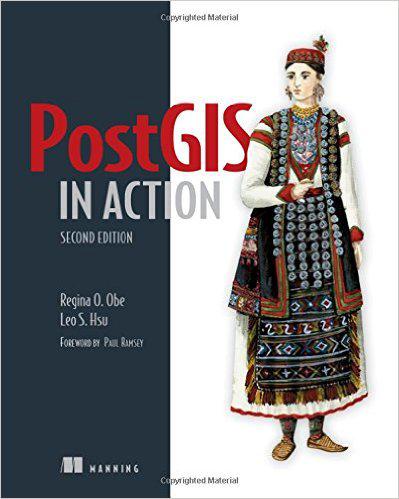 Copyrighted Material
PostGIS
IN ACTION
SECOND EDITION
Regina O. Obe
Leo S. Hsu
FOREWORD BY PAUL RAMSEY
MANNING
Copyrighted Material